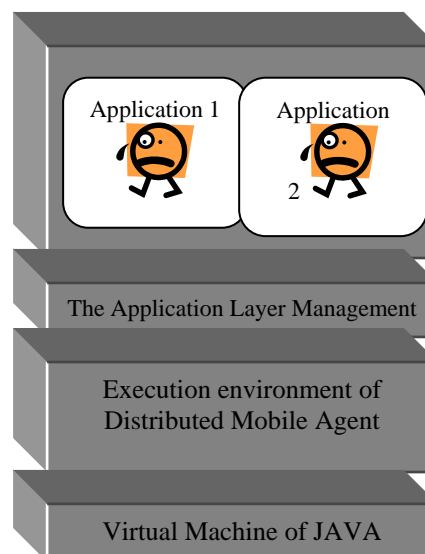 Application 1
Application
2
The Application Layer Management
Execution environment of
Distributed Mobile Agent
Virtual Machine of JAVA